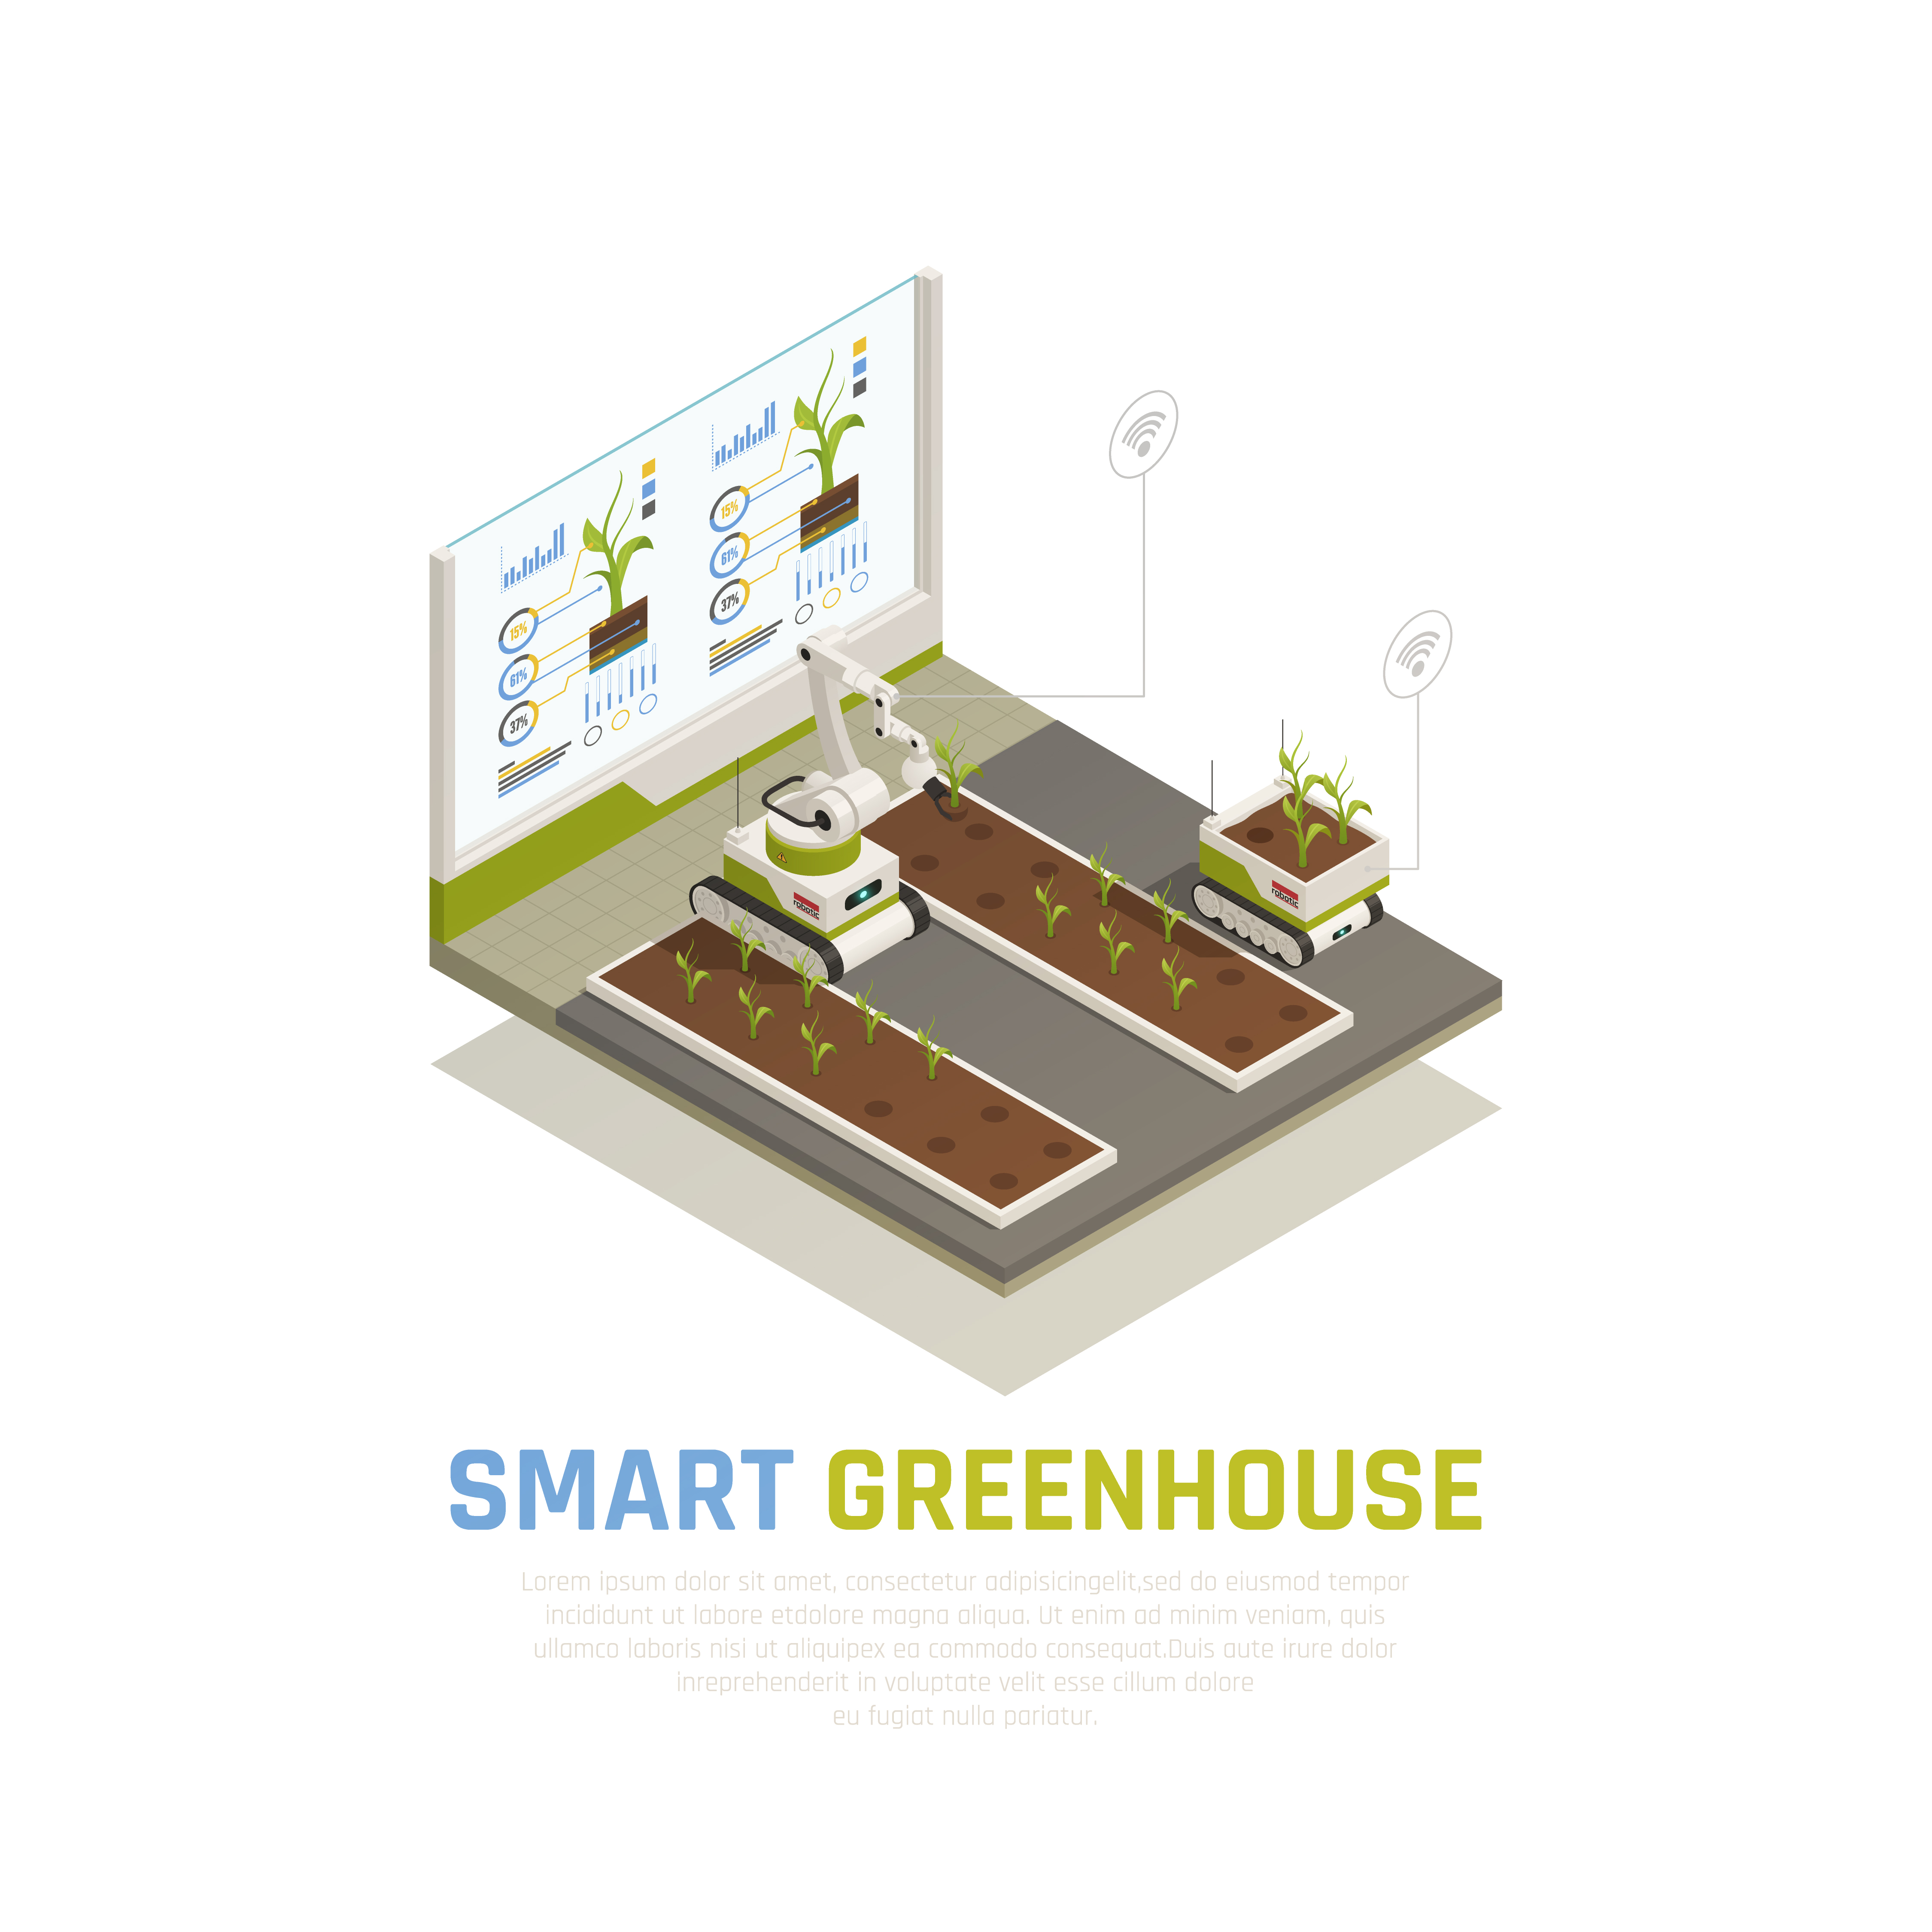 15%
61%
37%
15%
61%
37%
robotic
robotic
SMART GREENHOUSE
Lorem ipsum dolor sit amet, consectetur adipisicingelit,sed do eiusmod tempor
incididunt ut labore etdolore magna aliqua. Ut enim ad minim veniam, quis
ullamco laboris nisi ut aliquipex ea commodo consequat.Duis aute irure dolor
inreprehenderit in voluptate velit esse cillum dolore
eu fugiat nulla pariatur.